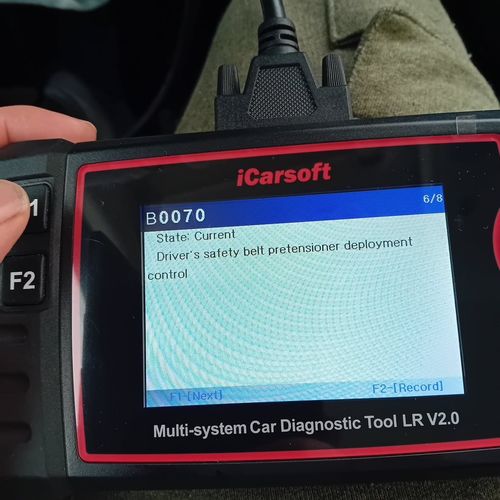 iCarsoft
B0070 6/8
State: Current
Driver's safety belt pretensioner deployment
control
F1-[Next] F2-[Record]
Multi-system Car Diagnostic Tool LR V2.0
1
F2